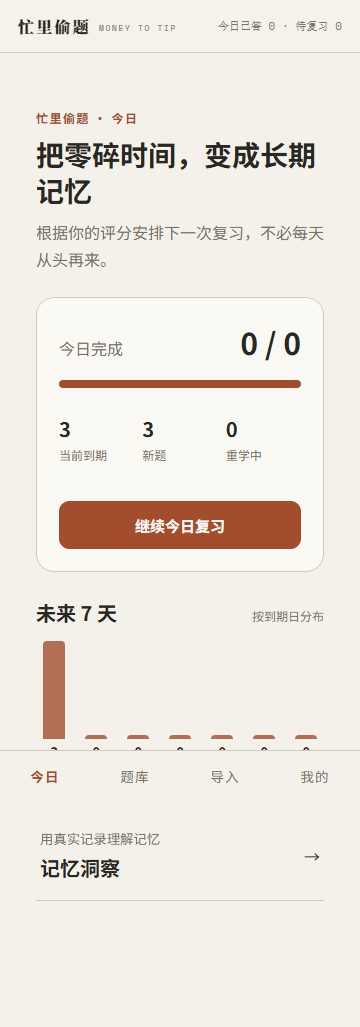 忙里偷题 MONEY TO TIP 今日已答 0 · 待复习 0
忙里偷题 · 今日
把零碎时间，变成长期
记忆
根据你的评分安排下一次复习，不必每天
从头再来。
今日完成 0 / 0
3 3 0
当前到期 新题 重学中
继续今日复习
未来 7 天 按到期日分布
今日 题库 导入 我的
用真实记录理解记忆
记忆洞察 →